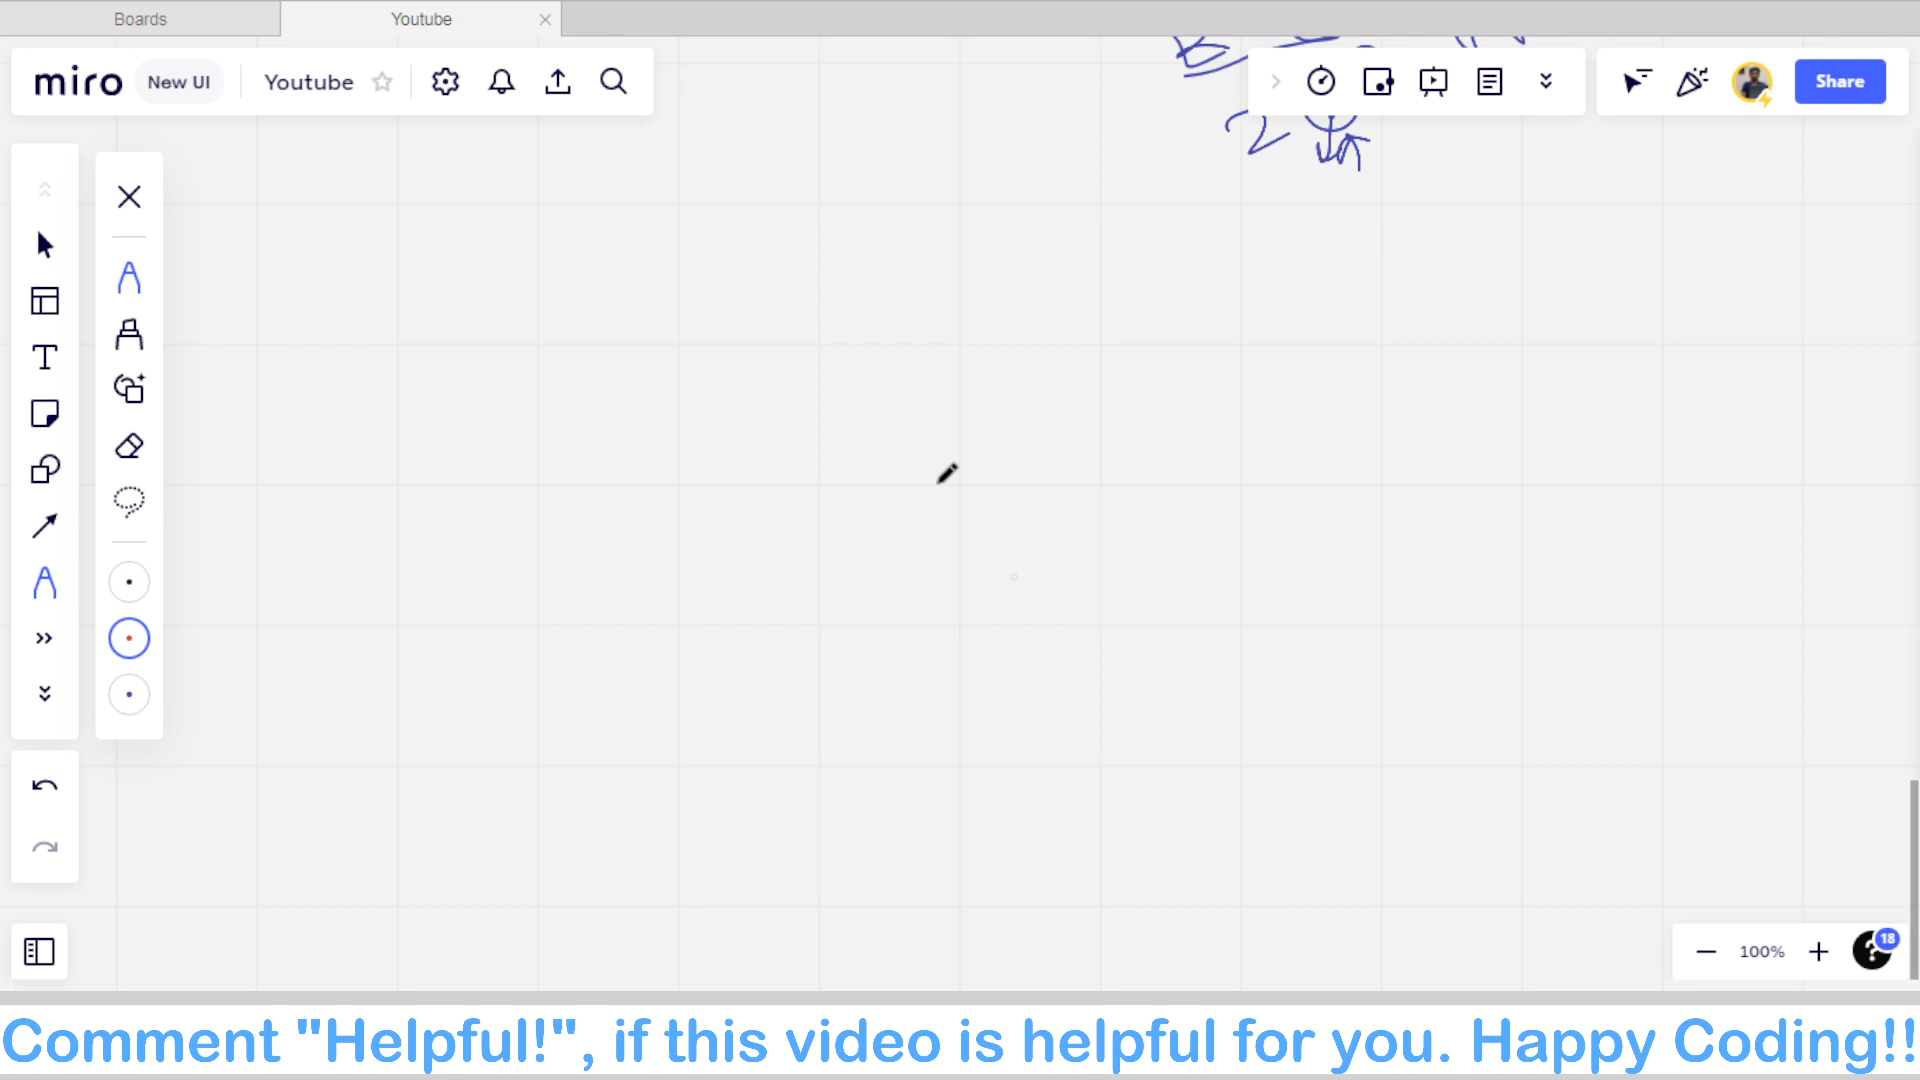 Boards
Youtube
miro
New UI
Youtube
Share
2
100%
18
Comment "Helpful!", if this video is helpful for you. Happy Coding!!